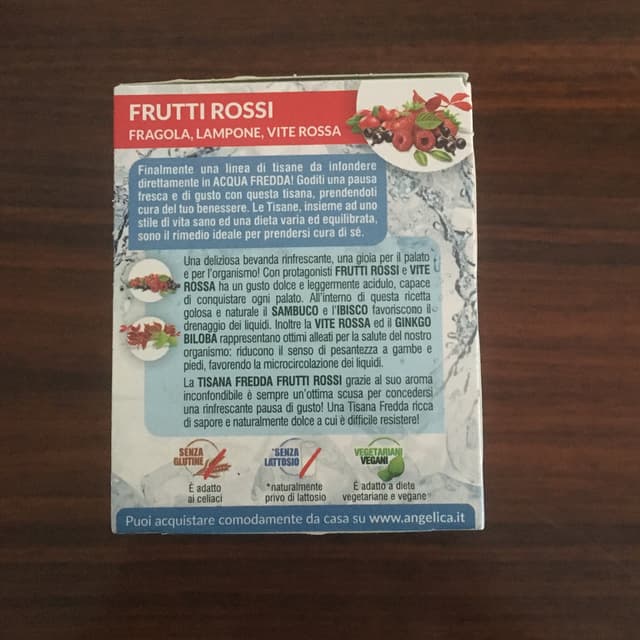 FRUTTI ROSSI
FRAGOLA, LAMPONE, VITE ROSSA
Finalmente una linea di tisane da infondere
direttamente in ACQUA FREDDA! Goditi una pausa
fresca e di gusto con questa tisana, prendendoti
cura del tuo benessere. Le Tisane, insieme ad uno
stile di vita sano ed una dieta varia ed equilibrata,
sono il rimedio ideale per prendersi cura di sé.
Una deliziosa bevanda rinfrescante, una gioia per il palato
e per l'organismo! Con protagonisti FRUTTI ROSSI e VITE
ROSSA ha un gusto dolce e leggermente acidulo, capace
di conquistare ogni palato. All'interno di questa ricetta
golosa e naturale il SAMBUCO e l'IBISCO favoriscono il
drenaggio dei liquidi. Inoltre la VITE ROSSA ed il GINKGO
BILOBA rappresentano ottimi alleati per la salute del nostro
organismo: riducono il senso di pesantezza a gambe e
piedi, favorendo la microcircolazione dei liquidi.
La TISANA FREDDA FRUTTI ROSSI grazie al suo aroma
inconfondibile è sempre un'ottima scusa per concedersi
una rinfrescante pausa di gusto! Una Tisana Fredda ricca
di sapore e naturalmente dolce a cui è difficile resistere!
SENZA
GLUTINE
È adatto
ai celiaci
*SENZA
LATTOSIO
*naturalmente
privo di lattosio
VEGETARIANI
VEGANI
È adatto a diete
vegetariane e vegane
Puoi acquistare comodamente da casa su www.angelica.it